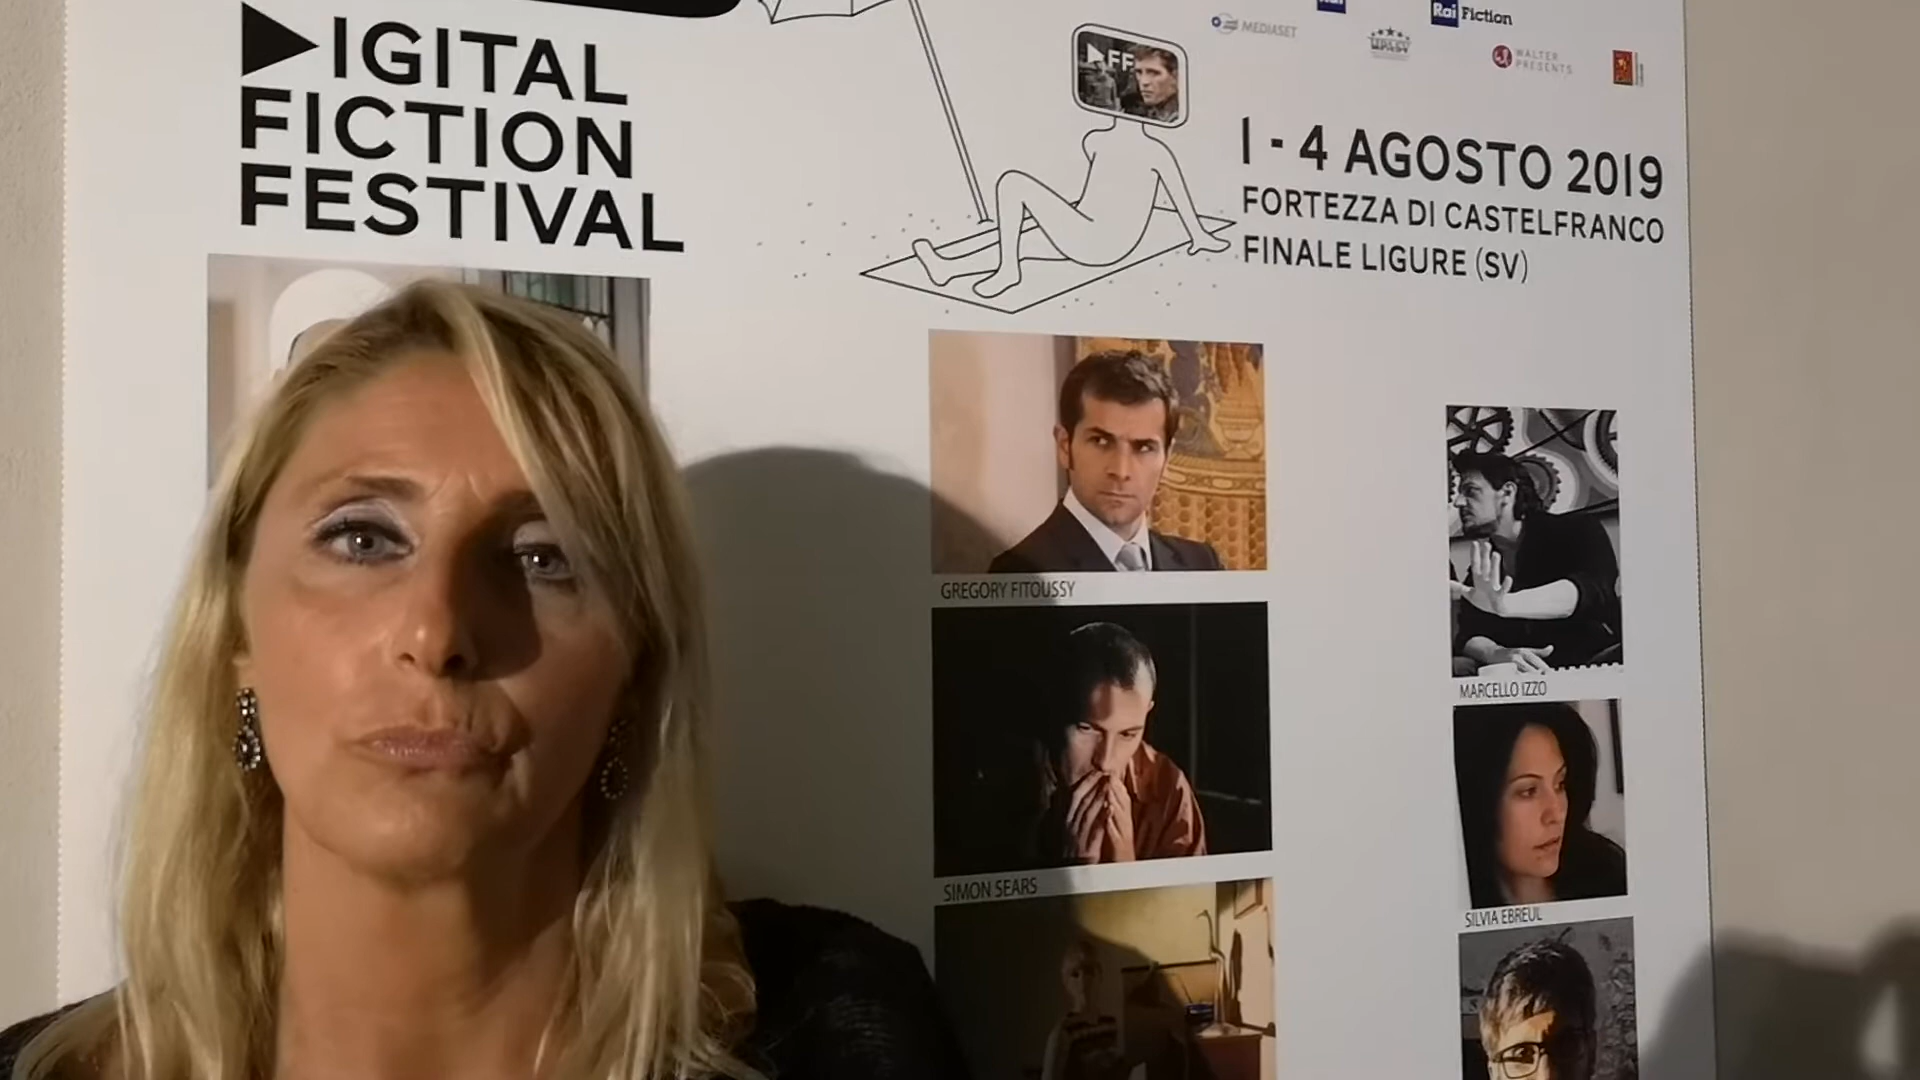 DIGITAL
FICTION
FESTIVAL
MEDIASET
Rai Fiction
WALTER
PRESENTS
FF
1 - 4 AGOSTO 2019
FORTEZZA DI CASTELFRANCO
FINALE LIGURE (SV)
GREGORY FITOUSSY
SIMON SEARS
MARCELLO IZZO
SILVIA EBREUL